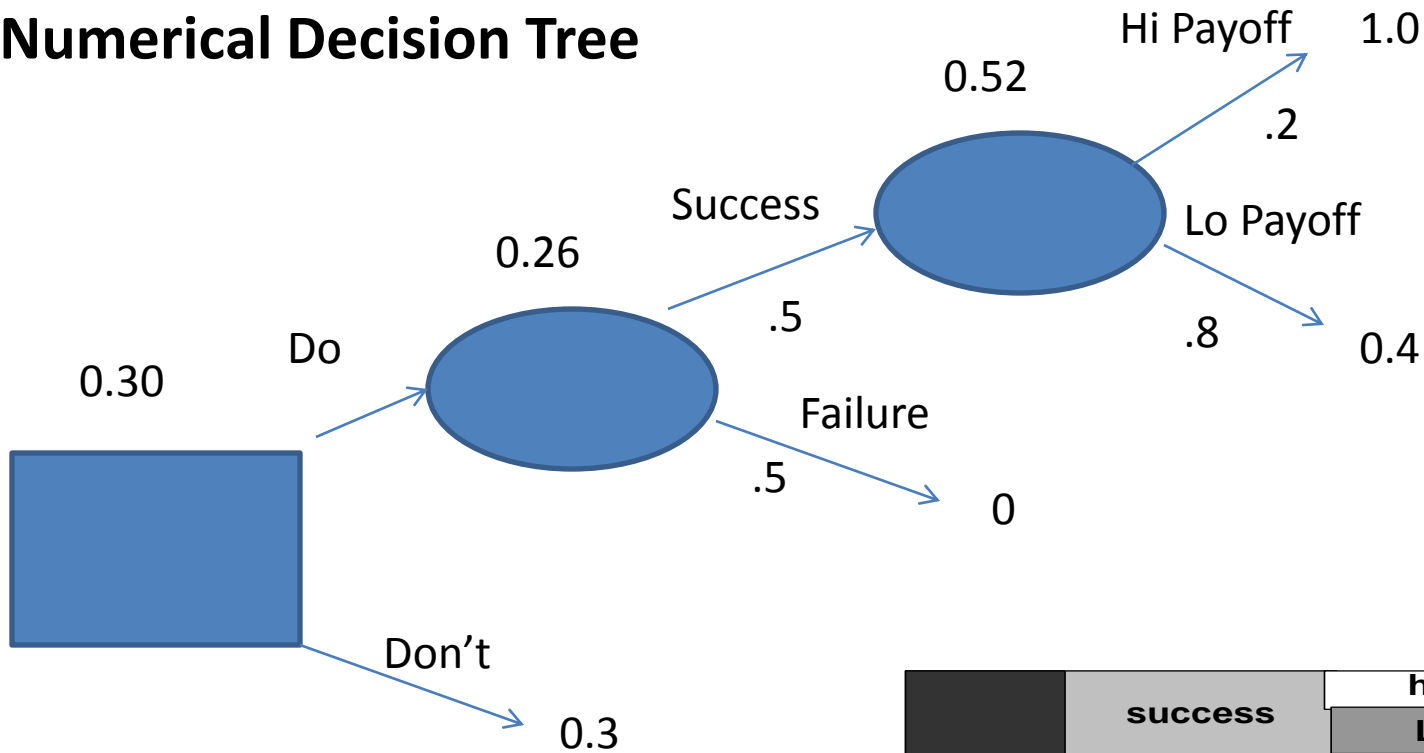 Numerical Decision Tree
Hi Payoff 1.0
0.52
.2
Success
Lo Payoff
0.26
.5
.8
0.4
Do
0.30
Failure
.5
0
Don't
0.3
success